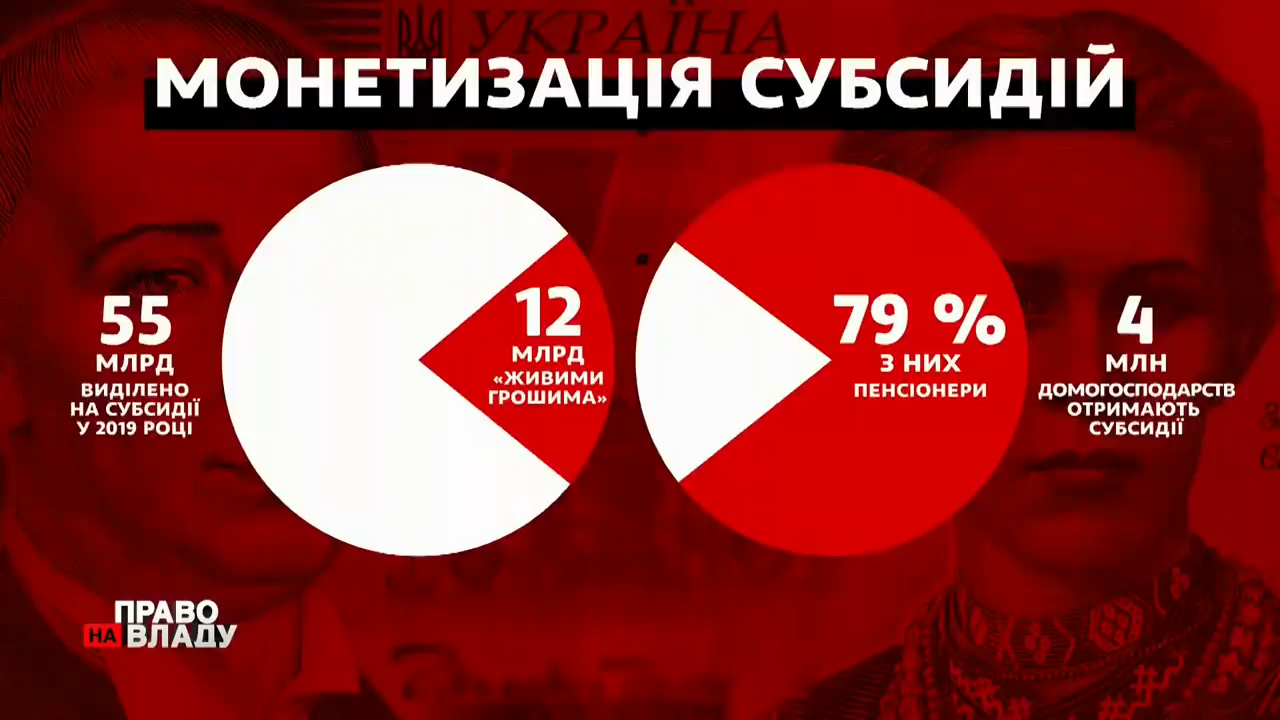 УКРАЇНА
МОНЕТИЗАЦІЯ СУБСИДІЙ
55
МЛРД
ВИДІЛЕНО
НА СУБСИДІЇ
У 2019 РОЦІ
12
МЛРД
«ЖИВИМИ
ГРОШИМА»
79 %
З НИХ
ПЕНСІОНЕРИ
4
МЛН
ДОМОГОСПОДАРСТВ
ОТРИМАЮТЬ
СУБСИДІЇ
ПРАВО
НА ВЛАДУ